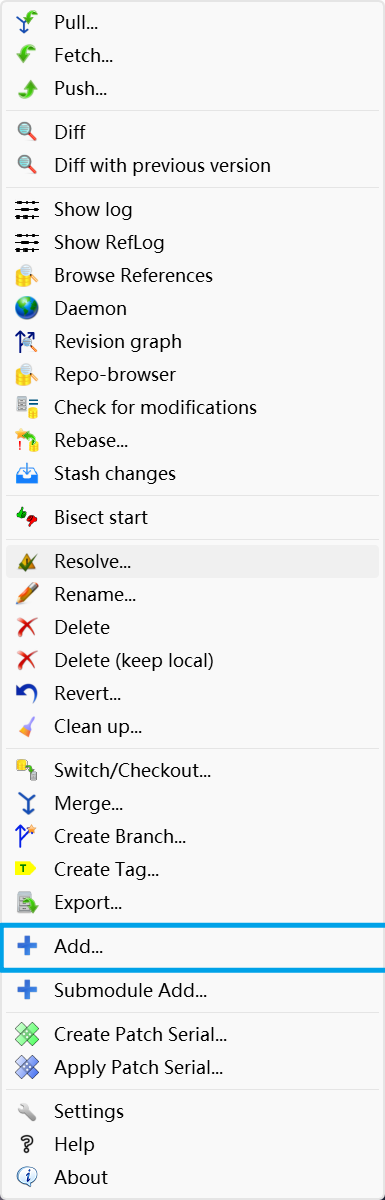 Pull...
Fetch...
Push...
Diff
Diff with previous version
Show log
Show RefLog
Browse References
Daemon
Revision graph
Repo-browser
Check for modifications
Rebase...
Stash changes
Bisect start
Resolve...
Rename...
Delete
Delete (keep local)
Revert...
Clean up...
Switch/Checkout...
Merge...
Create Branch...
T Create Tag...
Export...
Add...
Submodule Add...
Create Patch Serial...
Apply Patch Serial...
Settings
? Help
i About